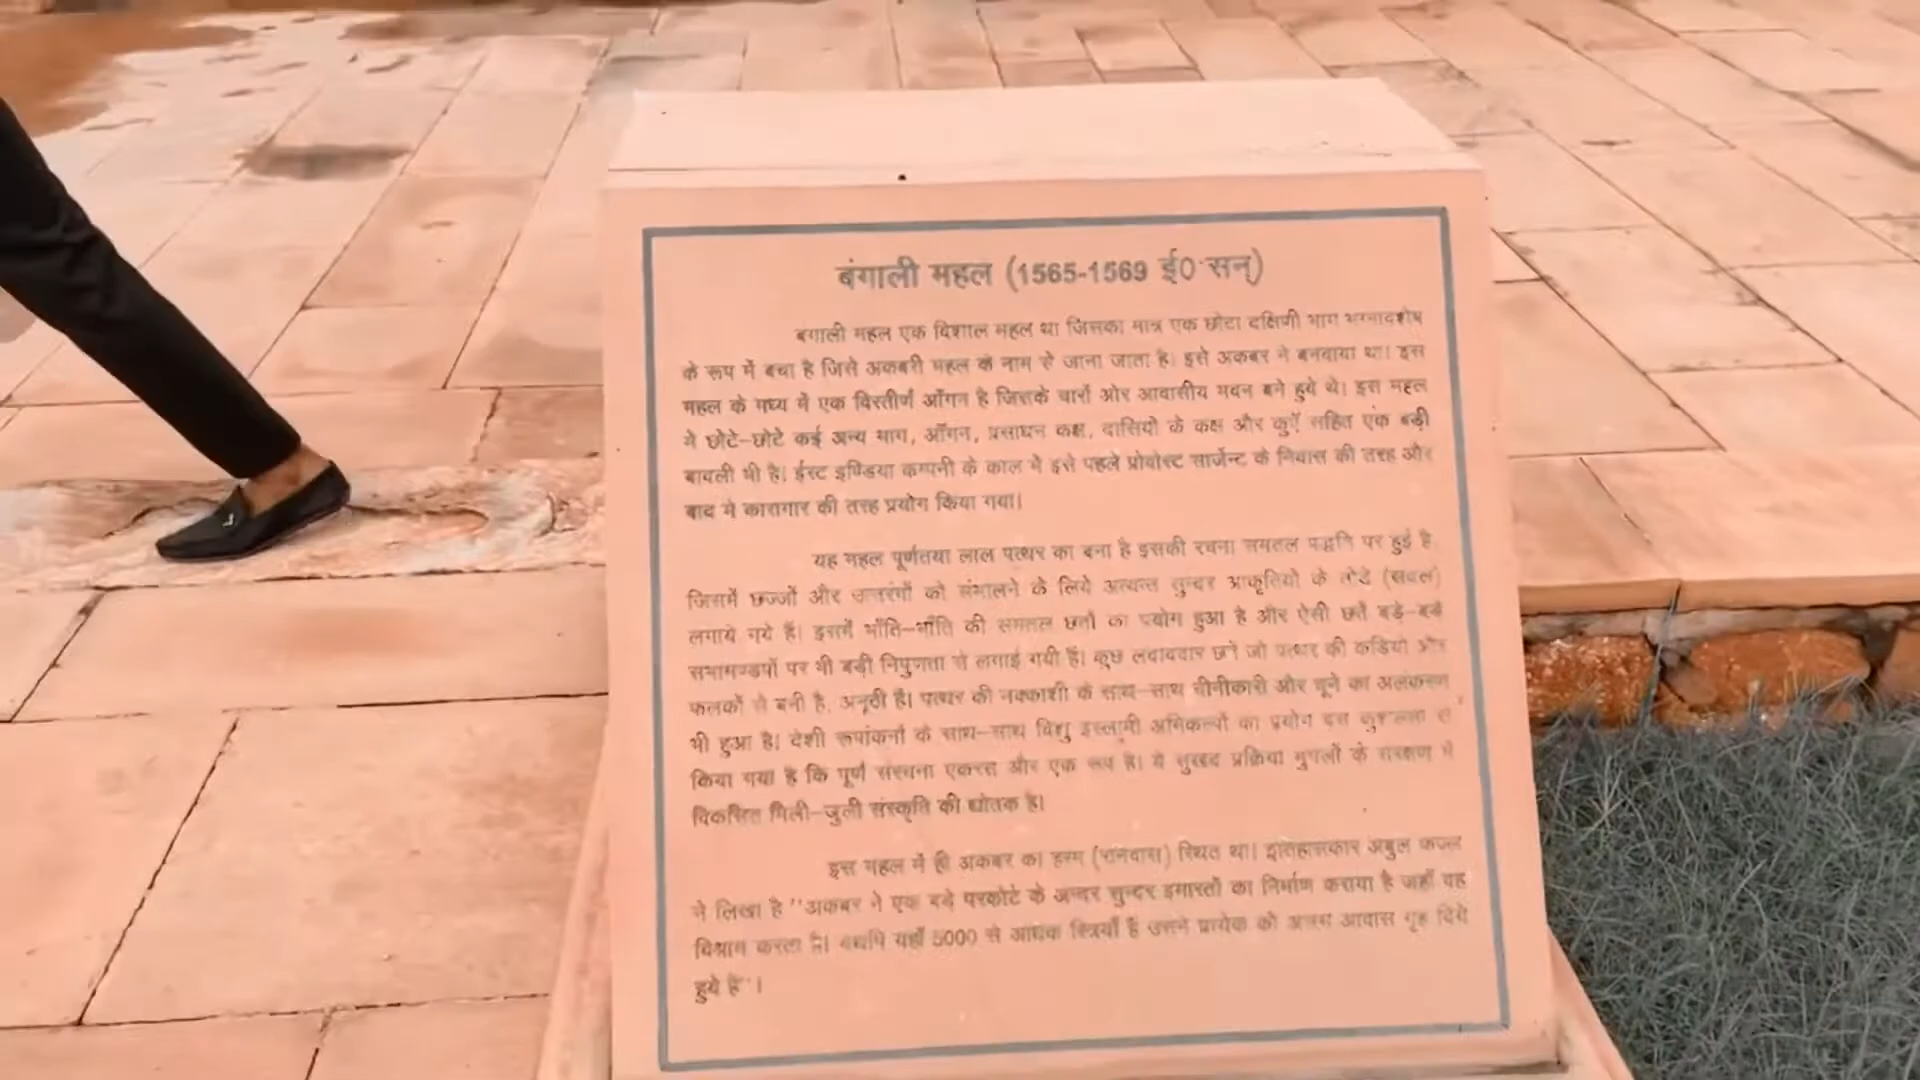 बंगाली महल (1565-1569 ई0 सन्)
बंगाली महल एक विशाल महल था जिसका मात्र एक छोटा दक्षिणी भाग भग्नावशेष
के रूप में बचा है जिसे अकबरी महल के नाम से जाना जाता है। इसे अकबर ने बनवाया था। इस
महल के मध्य में एक विस्तीर्ण आँगन है जिसके चारों ओर आवासीय भवन बने हुये थे। इस महल
में छोटे-छोटे कई अन्य भाग, आँगन, प्रसाधन कक्ष, दासियों के कक्ष और कुएँ सहित एक बड़ी
बावली भी है। ईस्ट इण्डिया कम्पनी के काल में इसे पहले प्रोवोस्ट सार्जेन्ट के निवास की तरह और
बाद में कारागार की तरह प्रयोग किया गया।
यह महल पूर्णतया लाल पत्थर का बना है इसकी रचना समतल पद्धति पर हुई है,
जिसमें छज्जों और उत्तरंगों को संभालने के लिये अत्यन्त सुन्दर आकृतियों के तोड़े
लगाये गये हैं। इसमें भाँति-भाँति की समतल छतों का प्रयोग हुआ है और ऐसी छतें बड़े-बड़े
सभामण्डपों पर भी बड़ी निपुणता से लगाई गयी हैं। कुछ लदावदार छतें जो पत्थर की कड़ियों और
फलकों से बनी है, अनूठी है। पत्थर की नक्काशी के साथ-साथ चीनीकारी और चूने का अलंकरण
भी हुआ है। देशी रूपांकनों के साथ-साथ इस्लामी अभिकल्पों का प्रयोग इस कुशलता से
किया गया है कि पूर्ण संरचना एकरस और एक रूप है। ये सुखद प्रक्रिया मुगलों के संरक्षण में
विकसित मिली-जुली संस्कृति की द्योतक है।
इस महल में ही अकबर का हरम (रानवास) स्थित था। इतिहासकार अबुल फजल
ने लिखा है "अकबर ने एक बड़े परकोटे के अन्दर सुन्दर इमारतों का निर्माण कराया है जहाँ वह
विश्राम करता है। यद्यपि यहाँ 5000 से अधिक स्त्रियाँ हैं उसने प्रत्येक को अलग आवास गृह दिये
हुये हैं"।